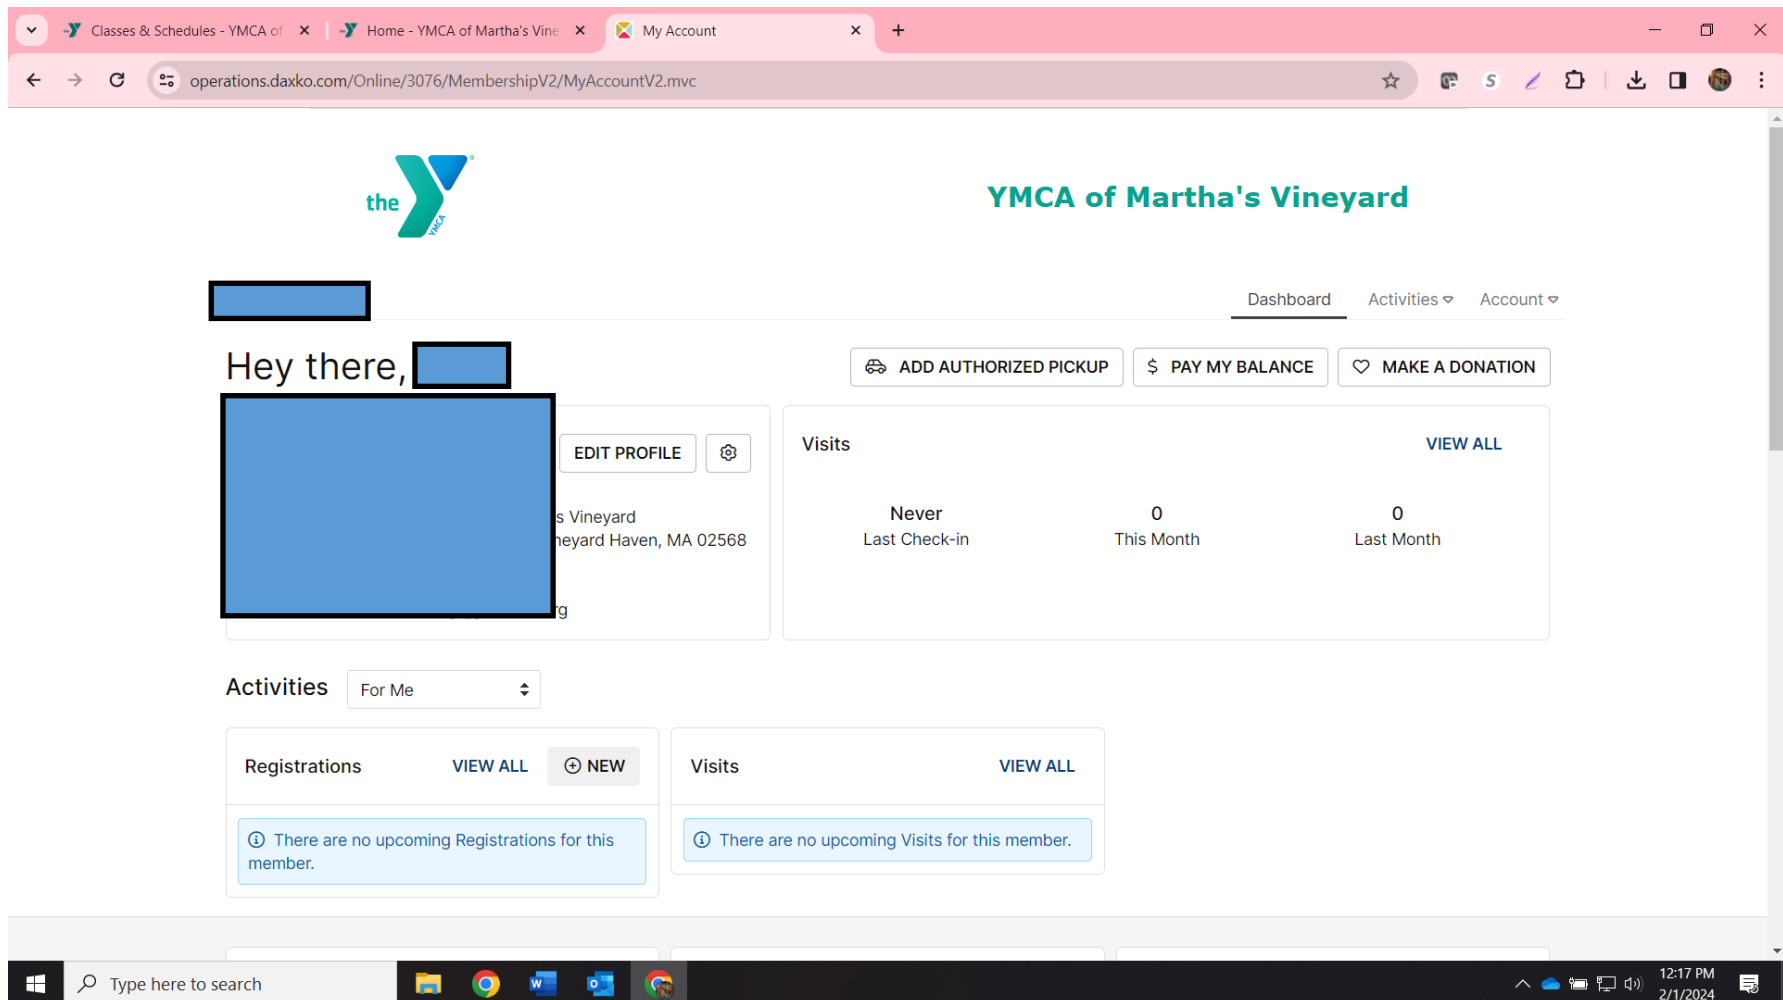 Classes & Schedules - YMCA of
Home - YMCA of Martha's Vine
My Account
operations.daxko.com/Online/3076/MembershipV2/MyAccountV2.mvc
the
YMCA
YMCA of Martha's Vineyard
Dashboard Activities Account
Hey there,
ADD AUTHORIZED PICKUP
$ PAY MY BALANCE
MAKE A DONATION
EDIT PROFILE
s Vineyard
neyard Haven, MA 02568
rg
Visits
VIEW ALL
Never 0 0
Last Check-in This Month Last Month
Activities For Me
Registrations VIEW ALL NEW
There are no upcoming Registrations for this
member.
Visits VIEW ALL
There are no upcoming Visits for this member.
Type here to search
12:17 PM
2/1/2024